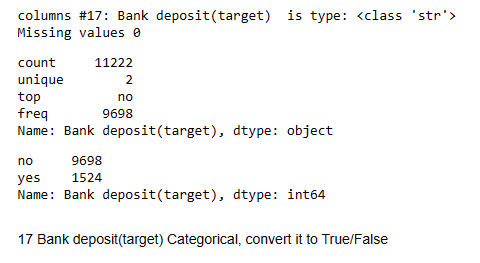 columns #17: Bank deposit(target)  is type: <class 'str'>
Missing values 0
count     11222
unique        2
top          no
freq       9698
Name: Bank deposit(target), dtype: object
no     9698
yes    1524
Name: Bank deposit(target), dtype: int64
17 Bank deposit(target) Categorical, convert it to True/False